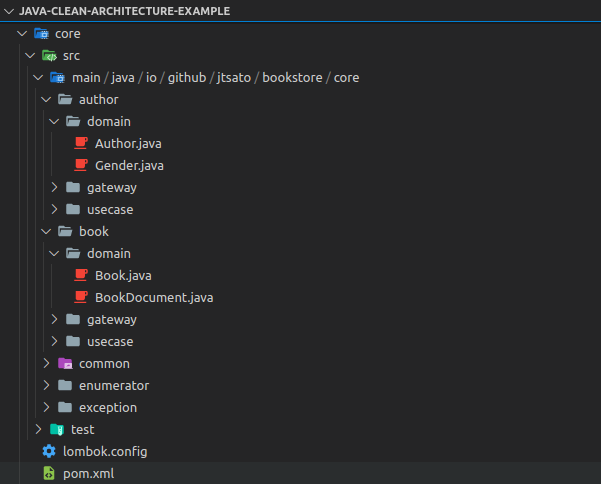 JAVA-CLEAN-ARCHITECTURE-EXAMPLE
core
src
main / java / io / github / jtsato / bookstore / core
author
domain
Author.java
Gender.java
gateway
usecase
book
domain
Book.java
BookDocument.java
gateway
usecase
common
enumerator
exception
test
lombok.config
pom.xml